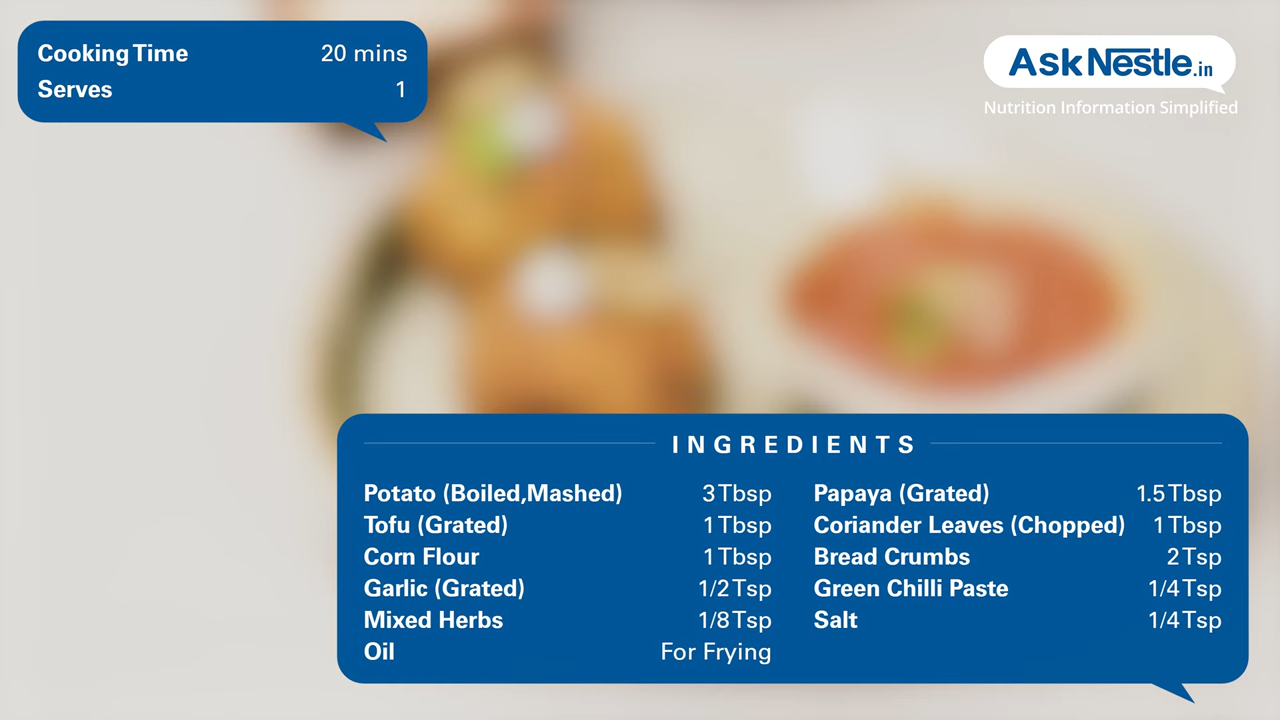 Cooking Time 20 mins
Serves 1
AskNestle.in
Nutrition Information Simplified
INGREDIENTS
Potato (Boiled,Mashed) 3 Tbsp
Tofu (Grated) 1 Tbsp
Corn Flour 1 Tbsp
Garlic (Grated) 1/2 Tsp
Mixed Herbs 1/8 Tsp
Oil For Frying
Papaya (Grated) 1.5 Tbsp
Coriander Leaves (Chopped) 1 Tbsp
Bread Crumbs 2 Tsp
Green Chilli Paste 1/4 Tsp
Salt 1/4 Tsp